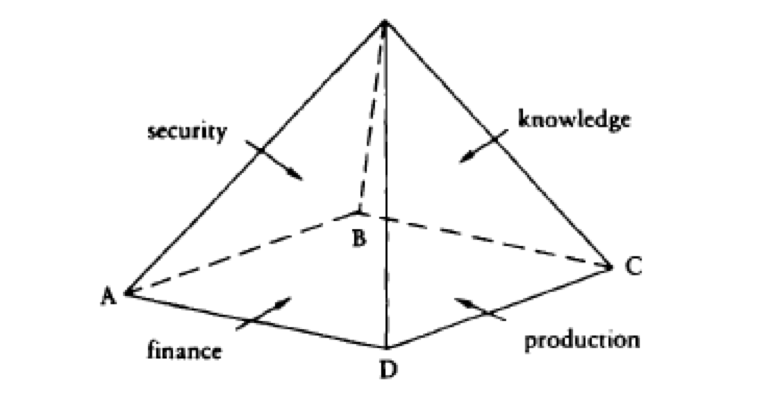 security
knowledge
B
A
C
finance
production
D